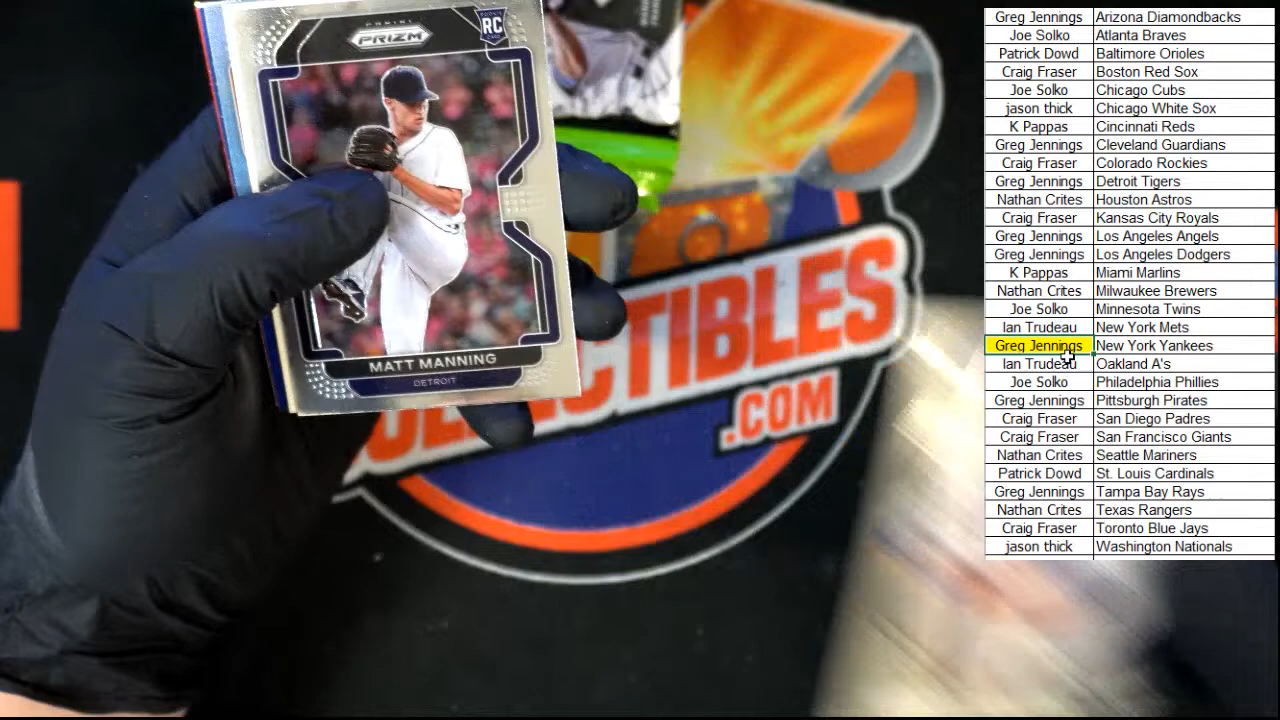 PANINI
PRIZM
RC
MATT MANNING
DETROIT
CTIBLES
.COM
Greg Jennings Arizona Diamondbacks
Joe Solko Atlanta Braves
Patrick Dowd Baltimore Orioles
Craig Fraser Boston Red Sox
Joe Solko Chicago Cubs
jason thick Chicago White Sox
K Pappas Cincinnati Reds
Greg Jennings Cleveland Guardians
Craig Fraser Colorado Rockies
Greg Jennings Detroit Tigers
Nathan Crites Houston Astros
Craig Fraser Kansas City Royals
Greg Jennings Los Angeles Angels
Greg Jennings Los Angeles Dodgers
K Pappas Miami Marlins
Nathan Crites Milwaukee Brewers
Joe Solko Minnesota Twins
Ian Trudeau New York Mets
Greg Jennings New York Yankees
Ian Trudeau Oakland A's
Joe Solko Philadelphia Phillies
Greg Jennings Pittsburgh Pirates
Craig Fraser San Diego Padres
Craig Fraser San Francisco Giants
Nathan Crites Seattle Mariners
Patrick Dowd St. Louis Cardinals
Greg Jennings Tampa Bay Rays
Nathan Crites Texas Rangers
Craig Fraser Toronto Blue Jays
jason thick Washington Nationals